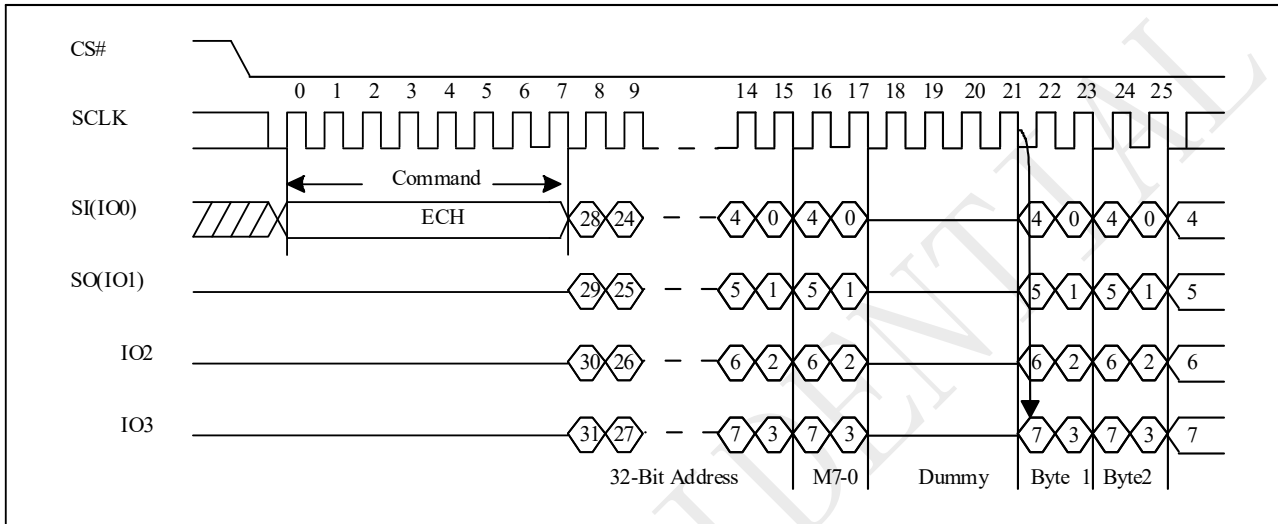 CS#
0 1 2 3 4 5 6 7 8 9 14 15 16 17 18 19 20 21 22 23 24 25
SCLK
Command
SI(IO0) ECH 28 24 4 0 4 0 4 0 4 0 4
SO(IO1) 29 25 5 1 5 1 5 1 5 1 5
IO2 30 26 6 2 6 2 6 2 6 2 6
IO3 31 27 7 3 7 3 7 3 7 3 7
32-Bit Address M7-0 Dummy Byte 1 Byte2
IDENTIAL